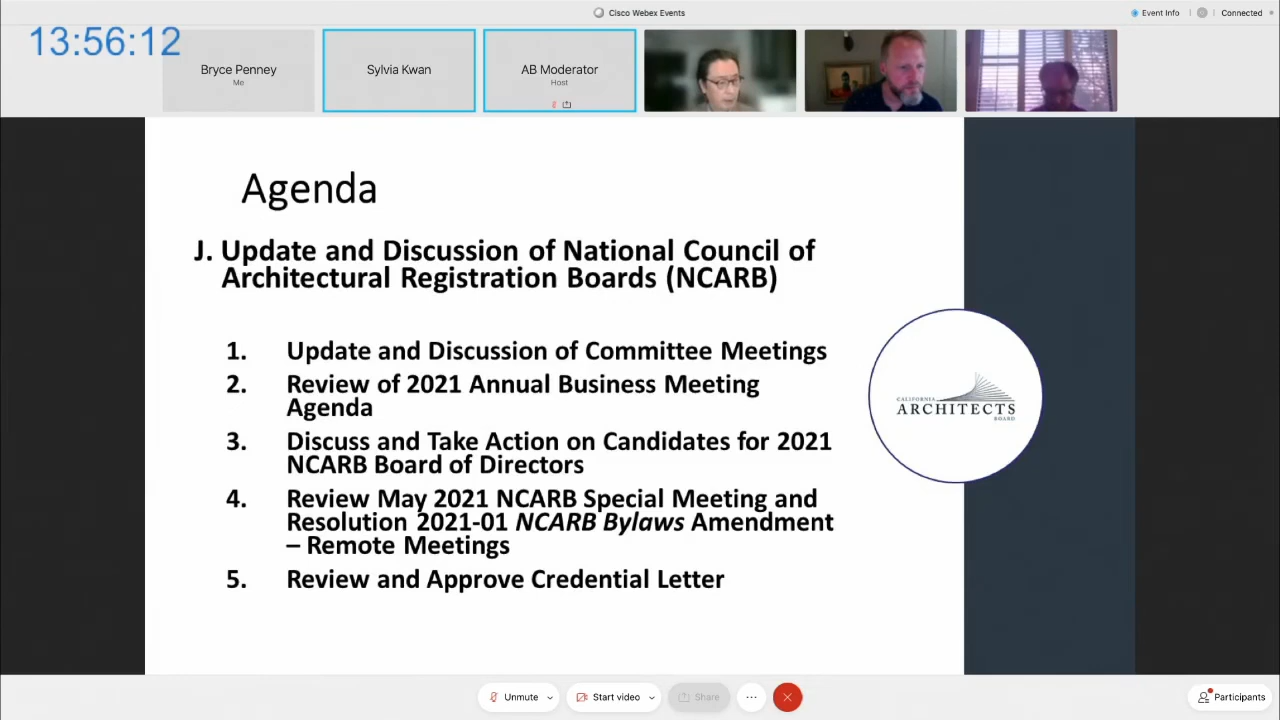 Cisco Webex Events
Event Info
Connected
13:56:12
Bryce Penney
Me
Sylvia Kwan
AB Moderator
Host
Agenda
J. Update and Discussion of National Council of
Architectural Registration Boards (NCARB)
1. Update and Discussion of Committee Meetings
2. Review of 2021 Annual Business Meeting
Agenda
3. Discuss and Take Action on Candidates for 2021
NCARB Board of Directors
4. Review May 2021 NCARB Special Meeting and
Resolution 2021-01 NCARB Bylaws Amendment
– Remote Meetings
5. Review and Approve Credential Letter
CALIFORNIA
ARCHITECTS
BOARD
Unmute
Start video
Share
Participants